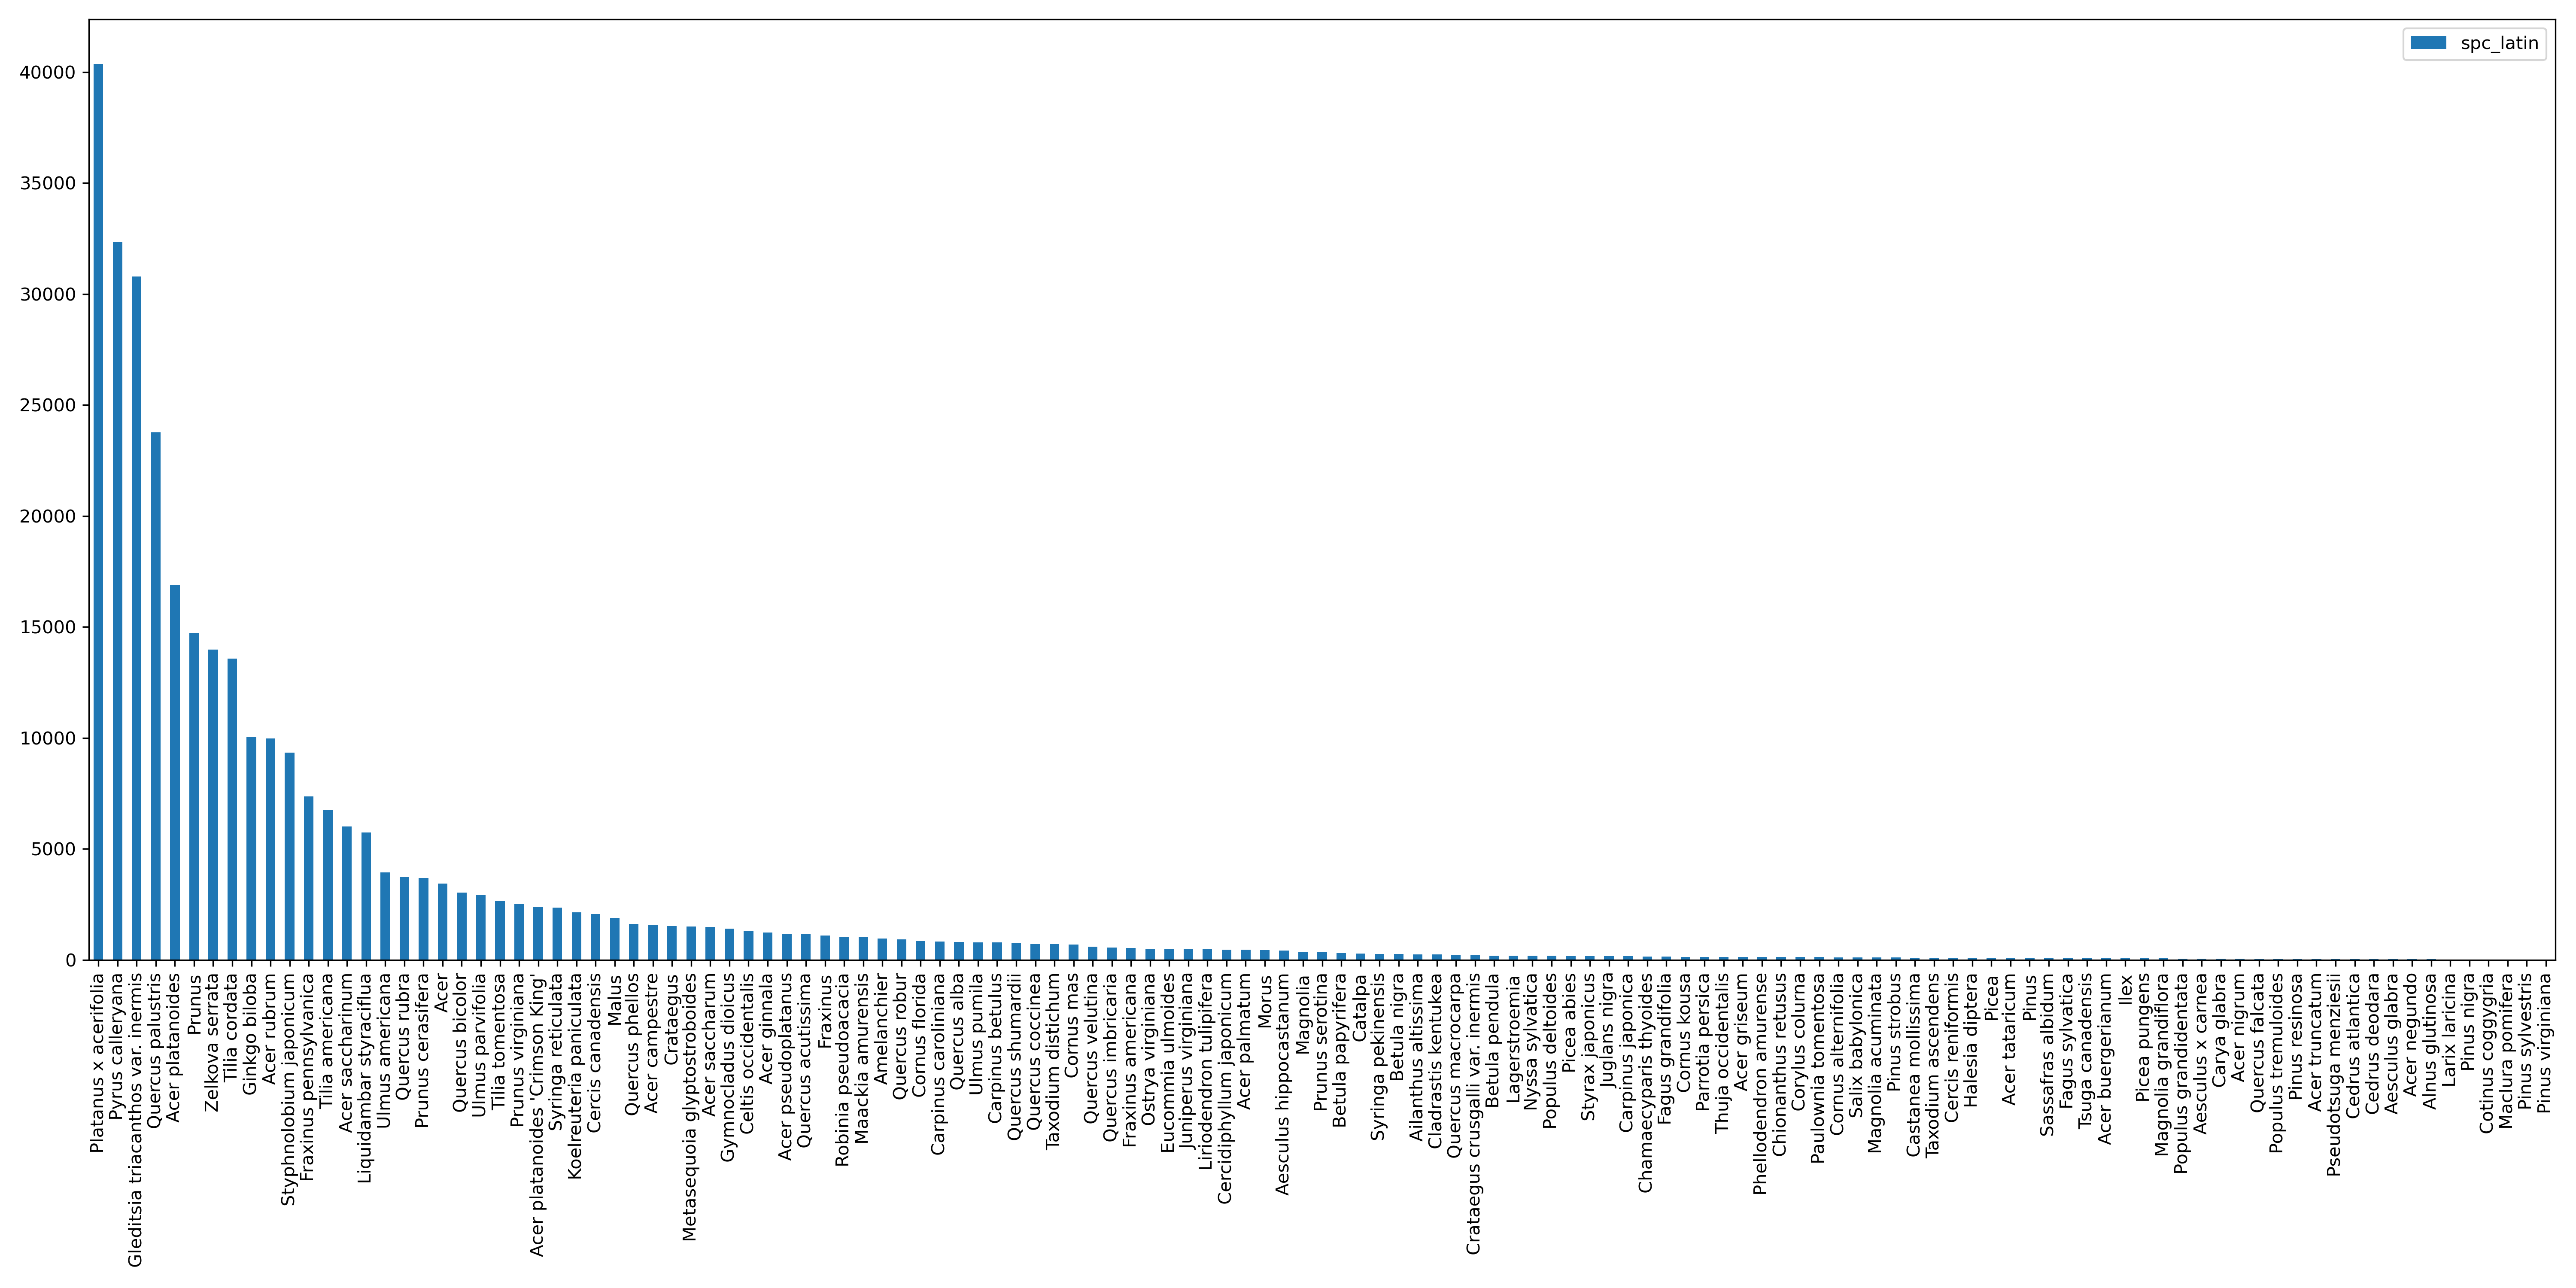 spc_latin
40000
35000
30000
25000
20000
15000
10000
5000
0
Platanus x acerifolia
Pyrus calleryana
Gleditsia triacanthos var. inermis
Quercus palustris
Acer platanoides
Prunus
Zelkova serrata
Tilia cordata
Ginkgo biloba
Acer rubrum
Styphnolobium japonicum
Fraxinus pennsylvanica
Tilia americana
Acer saccharinum
Liquidambar styraciflua
Ulmus americana
Quercus rubra
Prunus cerasifera
Acer
Quercus bicolor
Ulmus parvifolia
Tilia tomentosa
Prunus virginiana
Acer platanoides 'Crimson King'
Syringa reticulata
Koelreuteria paniculata
Cercis canadensis
Malus
Quercus phellos
Acer campestre
Crataegus
Metasequoia glyptostroboides
Acer saccharum
Gymnocladus dioicus
Celtis occidentalis
Acer ginnala
Acer pseudoplatanus
Quercus acutissima
Fraxinus
Robinia pseudoacacia
Maackia amurensis
Amelanchier
Quercus robur
Cornus florida
Carpinus caroliniana
Quercus alba
Ulmus pumila
Carpinus betulus
Quercus shumardii
Quercus coccinea
Taxodium distichum
Cornus mas
Quercus velutina
Quercus imbricaria
Fraxinus americana
Ostrya virginiana
Eucommia ulmoides
Juniperus virginiana
Liriodendron tulipifera
Cercidiphyllum japonicum
Acer palmatum
Morus
Aesculus hippocastanum
Magnolia
Prunus serotina
Betula papyrifera
Catalpa
Syringa pekinensis
Betula nigra
Ailanthus altissima
Cladrastis kentukea
Quercus macrocarpa
Crataegus crusgalli var. inermis
Betula pendula
Lagerstroemia
Nyssa sylvatica
Populus deltoides
Picea abies
Styrax japonicus
Juglans nigra
Carpinus japonica
Chamaecyparis thyoides
Fagus grandifolia
Cornus kousa
Parrotia persica
Thuja occidentalis
Acer griseum
Phellodendron amurense
Chionanthus retusus
Corylus colurna
Paulownia tomentosa
Cornus alternifolia
Salix babylonica
Magnolia acuminata
Pinus strobus
Castanea mollissima
Taxodium ascendens
Cercis reniformis
Halesia diptera
Picea
Acer tataricum
Pinus
Sassafras albidum
Fagus sylvatica
Tsuga canadensis
Acer buergerianum
Ilex
Picea pungens
Magnolia grandiflora
Populus grandidentata
Aesculus x carnea
Carya glabra
Acer nigrum
Quercus falcata
Populus tremuloides
Pinus resinosa
Acer truncatum
Pseudotsuga menziesii
Cedrus atlantica
Cedrus deodara
Aesculus glabra
Acer negundo
Alnus glutinosa
Larix laricina
Pinus nigra
Cotinus coggygria
Maclura pomifera
Pinus sylvestris
Pinus virginiana